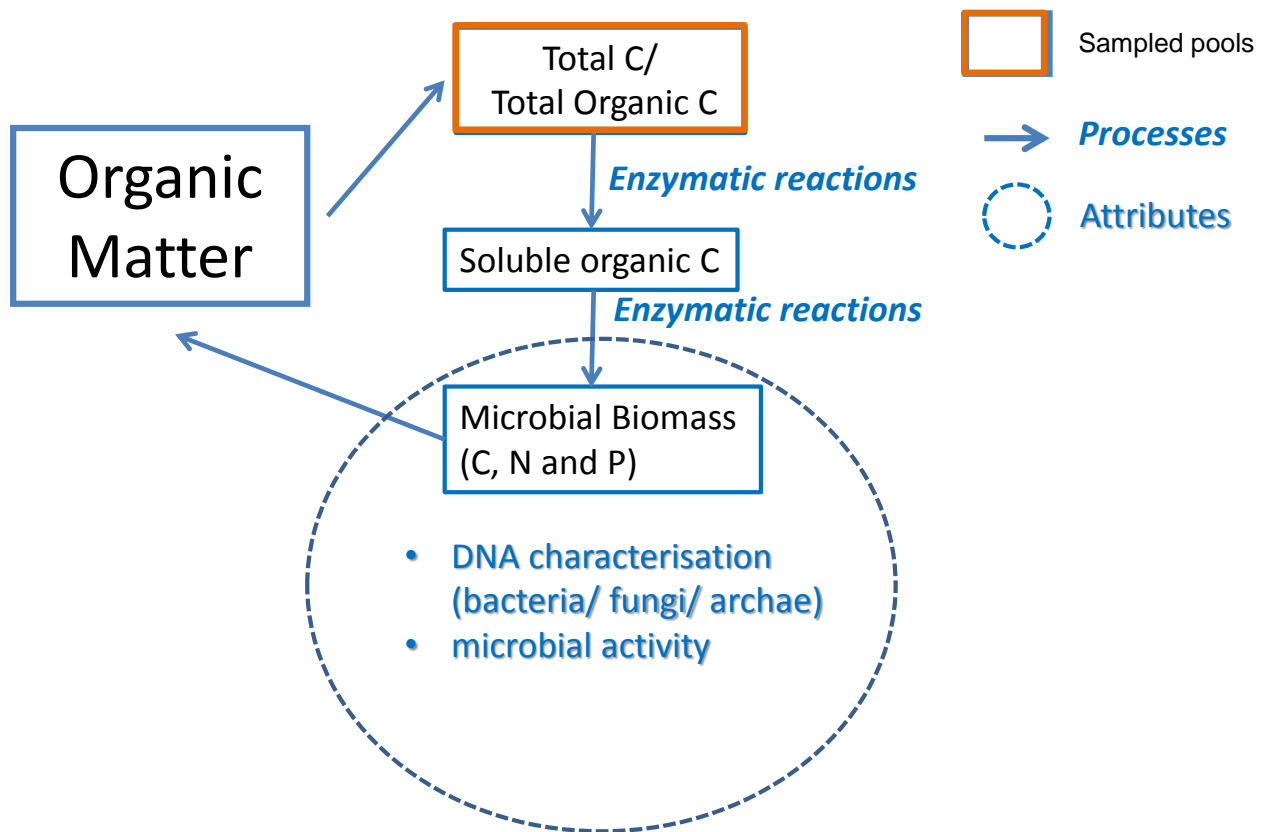 Total C/
Total Organic C
Sampled pools
Organic
Matter
Processes
Enzymatic reactions
Attributes
Soluble organic C
Enzymatic reactions
Microbial Biomass
(C, N and P)
• DNA characterisation
(bacteria/ fungi/ archae)
• microbial activity